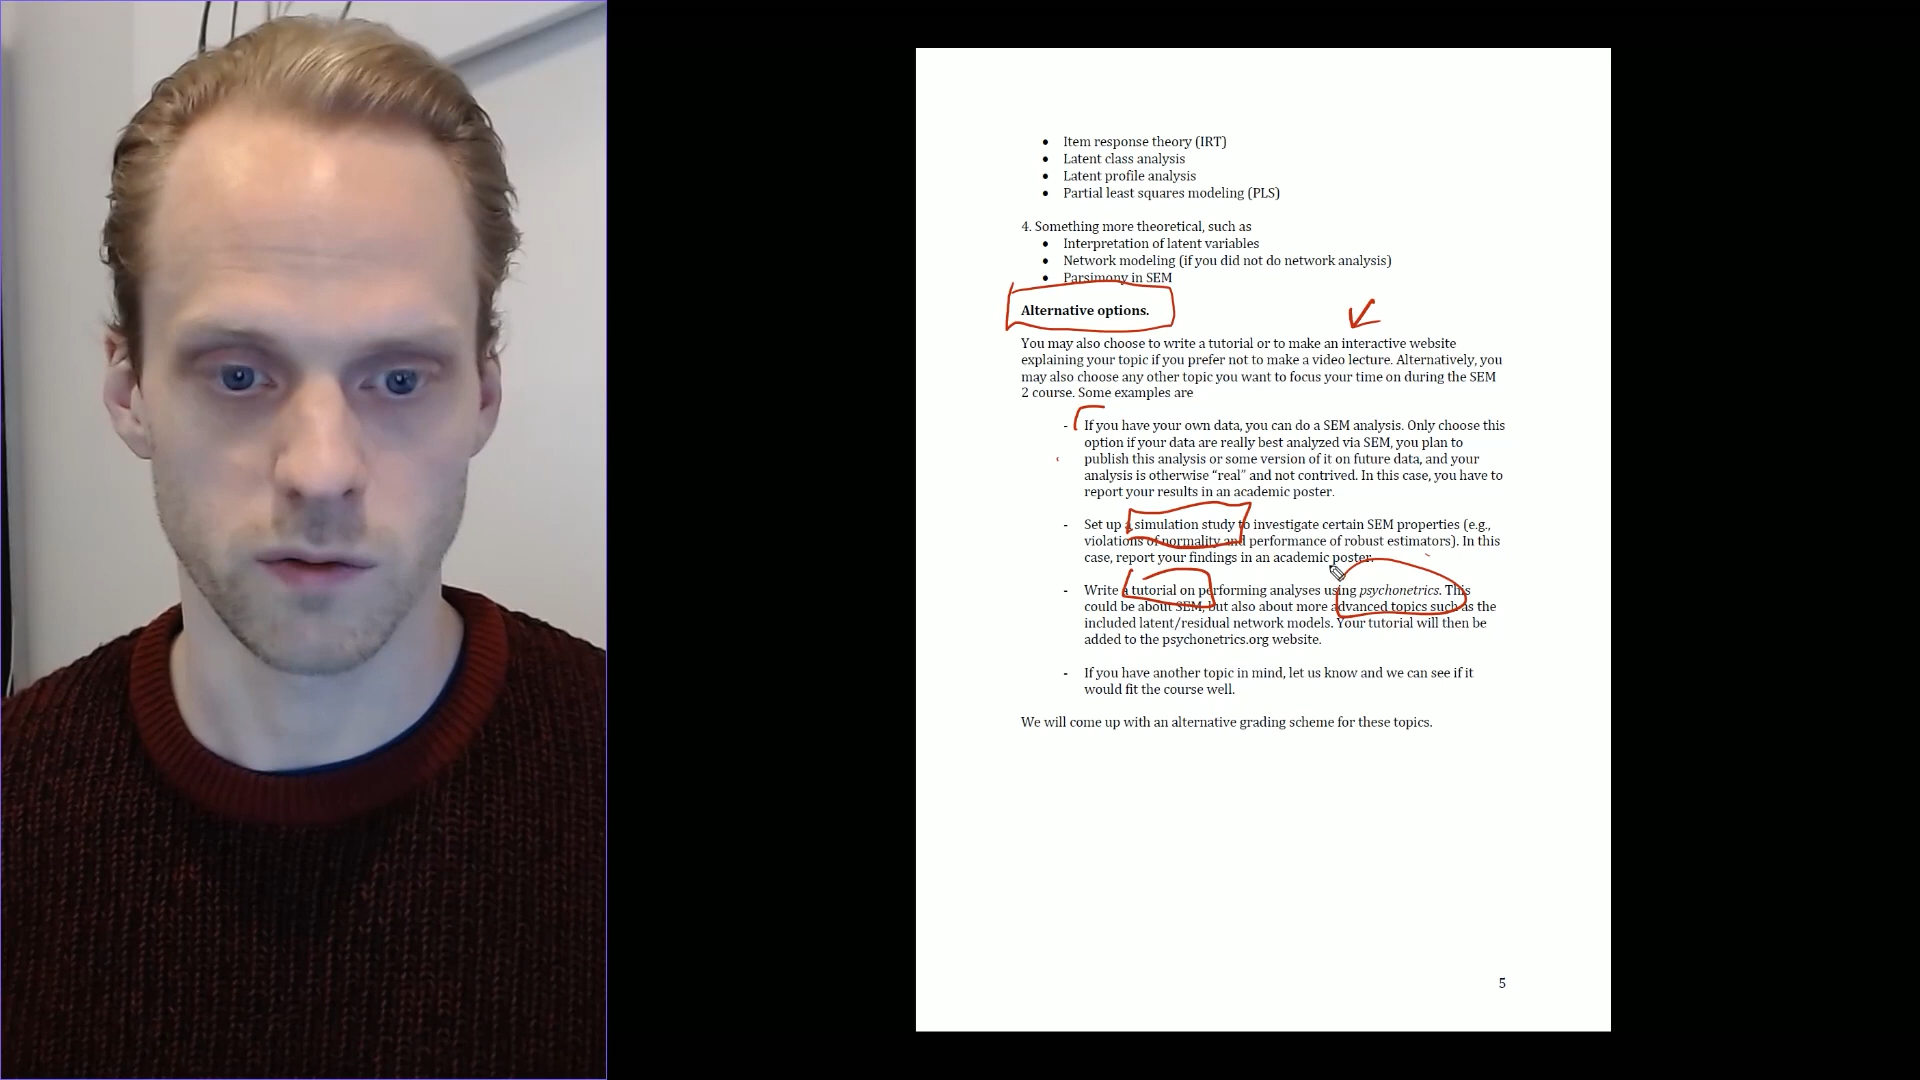 • Item response theory (IRT)
• Latent class analysis
• Latent profile analysis
• Partial least squares modeling (PLS)
4. Something more theoretical, such as
• Interpretation of latent variables
• Network modeling (if you did not do network analysis)
• Parsimony in SEM
Alternative options.
You may also choose to write a tutorial or to make an interactive website
explaining your topic if you prefer not to make a video lecture. Alternatively, you
may also choose any other topic you want to focus your time on during the SEM
2 course. Some examples are
- If you have your own data, you can do a SEM analysis. Only choose this
option if your data are really best analyzed via SEM, you plan to
publish this analysis or some version of it on future data, and your
analysis is otherwise “real” and not contrived. In this case, you have to
report your results in an academic poster.
- Set up a simulation study to investigate certain SEM properties (e.g.,
violations of normality and performance of robust estimators). In this
case, report your findings in an academic poster.
- Write a tutorial on performing analyses using psychonetrics. This
could be about SEM, but also about more advanced topics such as the
included latent/residual network models. Your tutorial will then be
added to the psychonetrics.org website.
- If you have another topic in mind, let us know and we can see if it
would fit the course well.
We will come up with an alternative grading scheme for these topics.
5